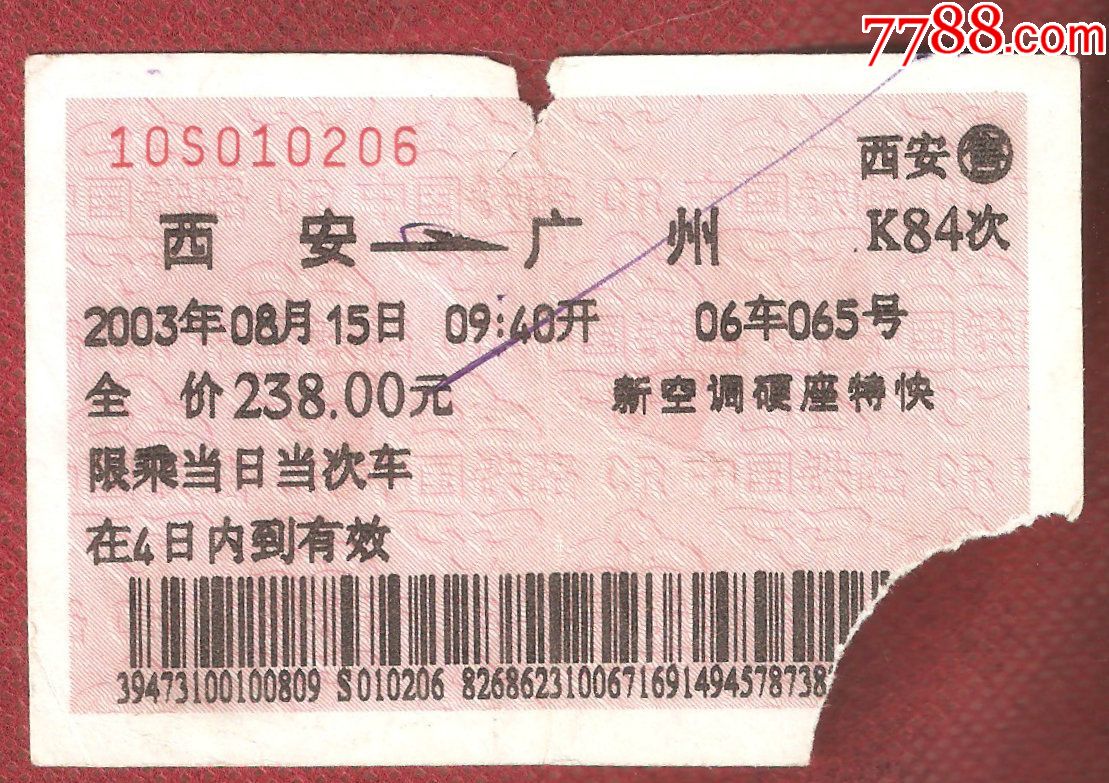 7788.com
10S010206
西安售
西 安 广 州 K84次
2003年08月15日 09:40开 06车065号
全 价238.00元 新空调硬座特快
限乘当日当次车
在4日内到有效
39473100100809 S010206 8268623100671691494578738